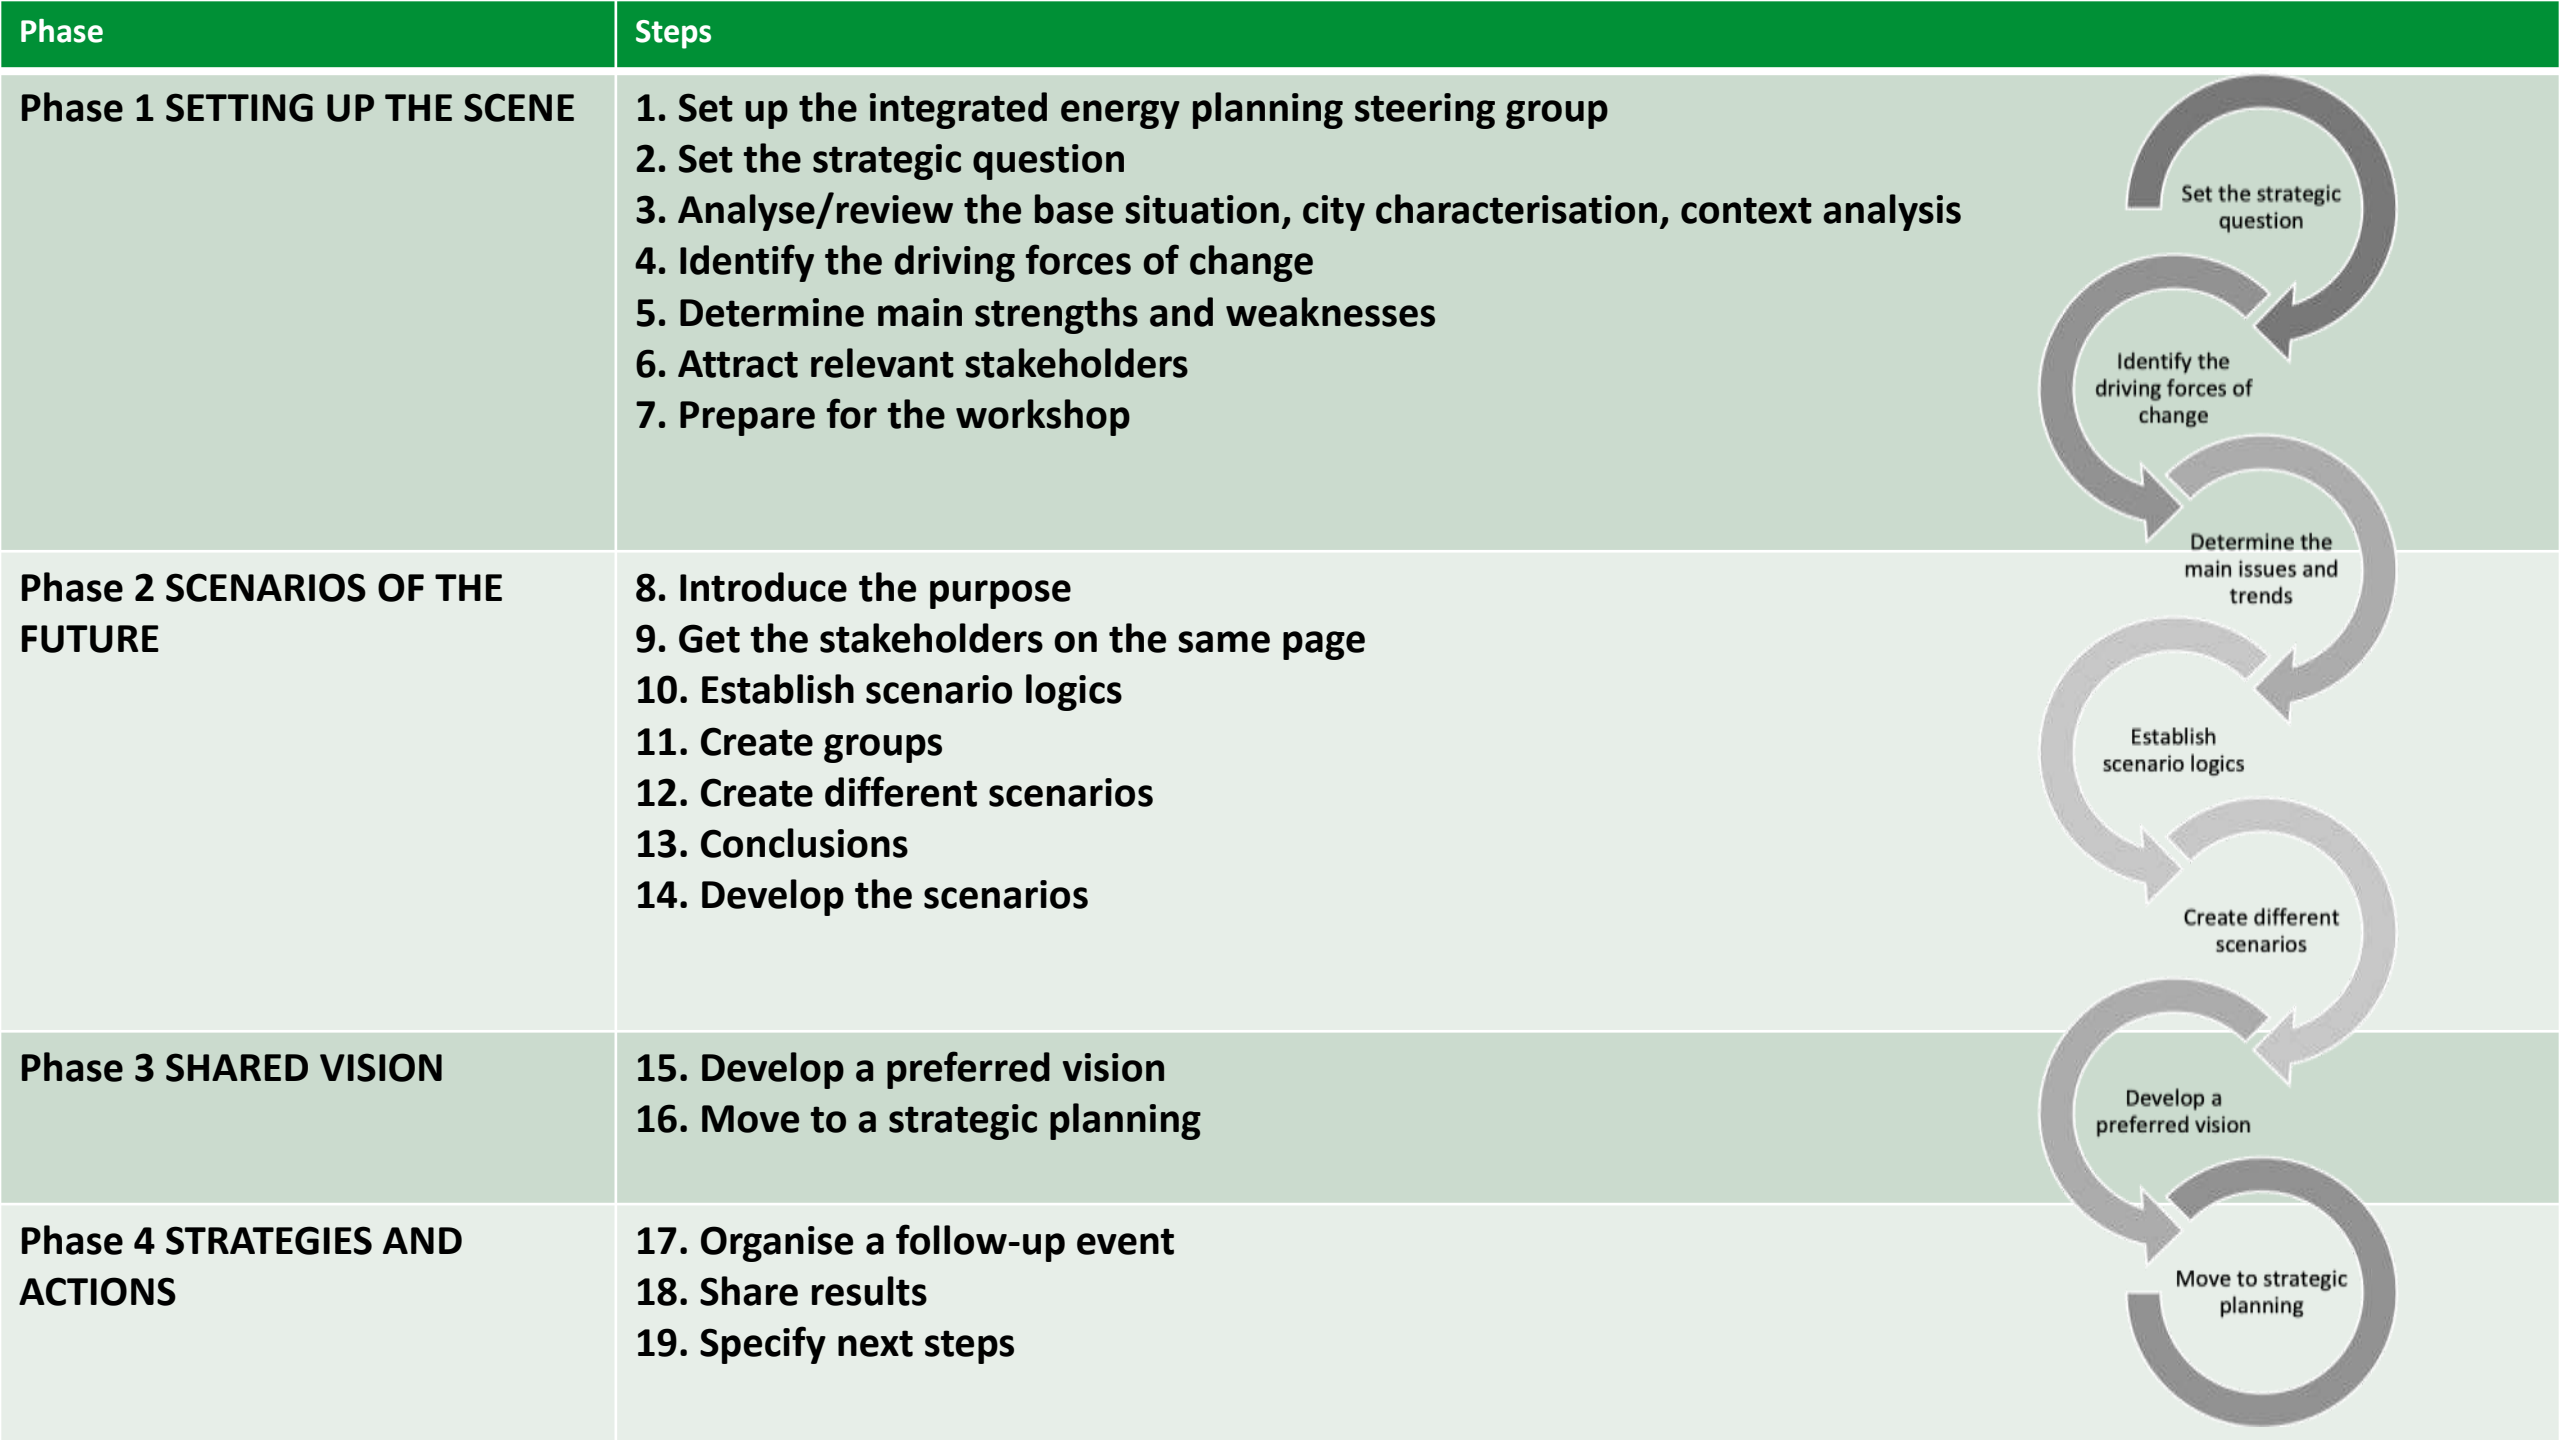 Phase
Steps
Phase 1 SETTING UP THE SCENE
1. Set up the integrated energy planning steering group
2. Set the strategic question
3. Analyse/review the base situation, city characterisation, context analysis
4. Identify the driving forces of change
5. Determine main strengths and weaknesses
6. Attract relevant stakeholders
7. Prepare for the workshop
Phase 2 SCENARIOS OF THE
FUTURE
8. Introduce the purpose
9. Get the stakeholders on the same page
10. Establish scenario logics
11. Create groups
12. Create different scenarios
13. Conclusions
14. Develop the scenarios
Phase 3 SHARED VISION
15. Develop a preferred vision
16. Move to a strategic planning
Phase 4 STRATEGIES AND
ACTIONS
17. Organise a follow-up event
18. Share results
19. Specify next steps
Set the strategic
question
Identify the
driving forces of
change
Determine the
main issues and
trends
Establish
scenario logics
Create different
scenarios
Develop a
preferred vision
Move to strategic
planning